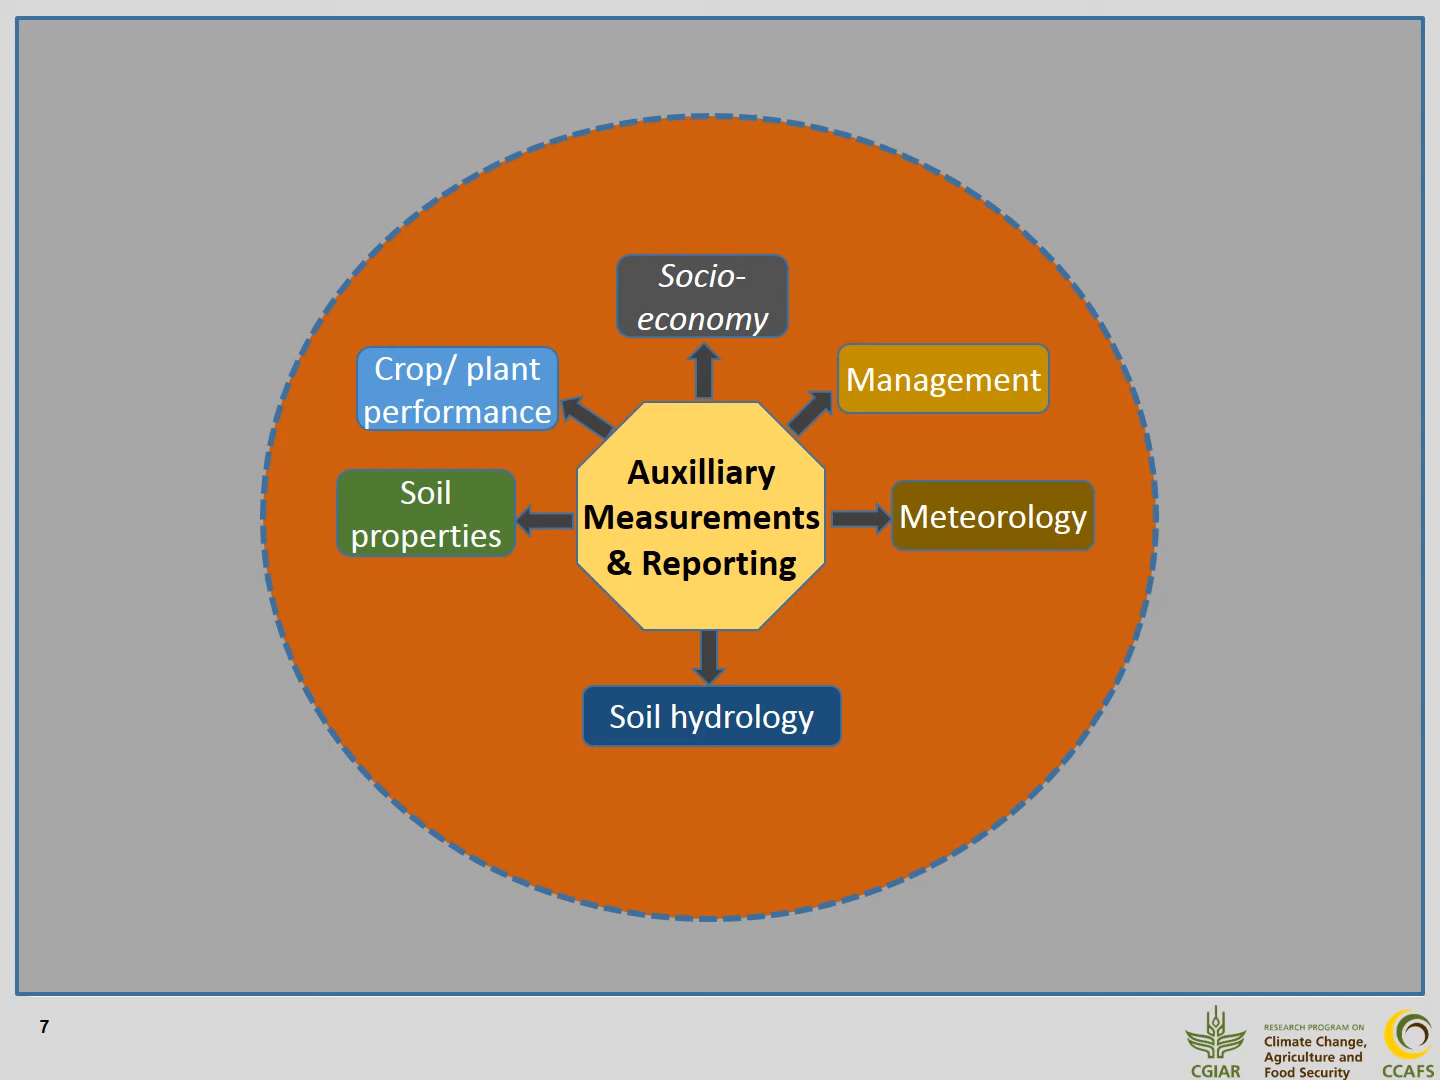 Socio-
economy
Crop/ plant
performance
Management
Auxilliary
Measurements
& Reporting
Soil
properties
Meteorology
Soil hydrology
7
CGIAR
RESEARCH PROGRAM ON
Climate Change,
Agriculture and
Food Security
CCAFS